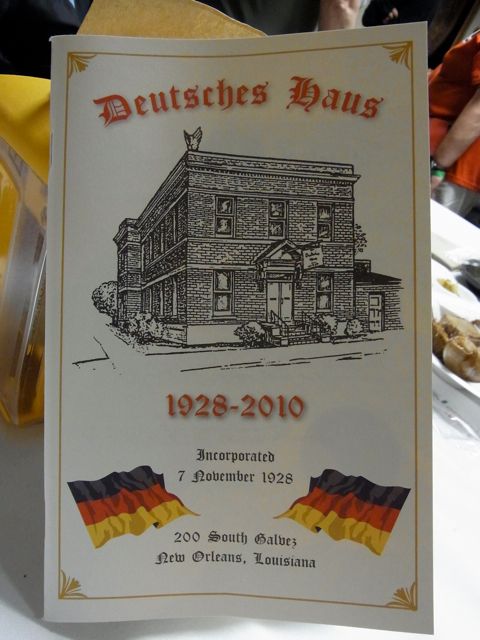 Deutsches Haus
1928-2010
Incorporated
7 November 1928
200 South Galvez
New Orleans, Louisiana